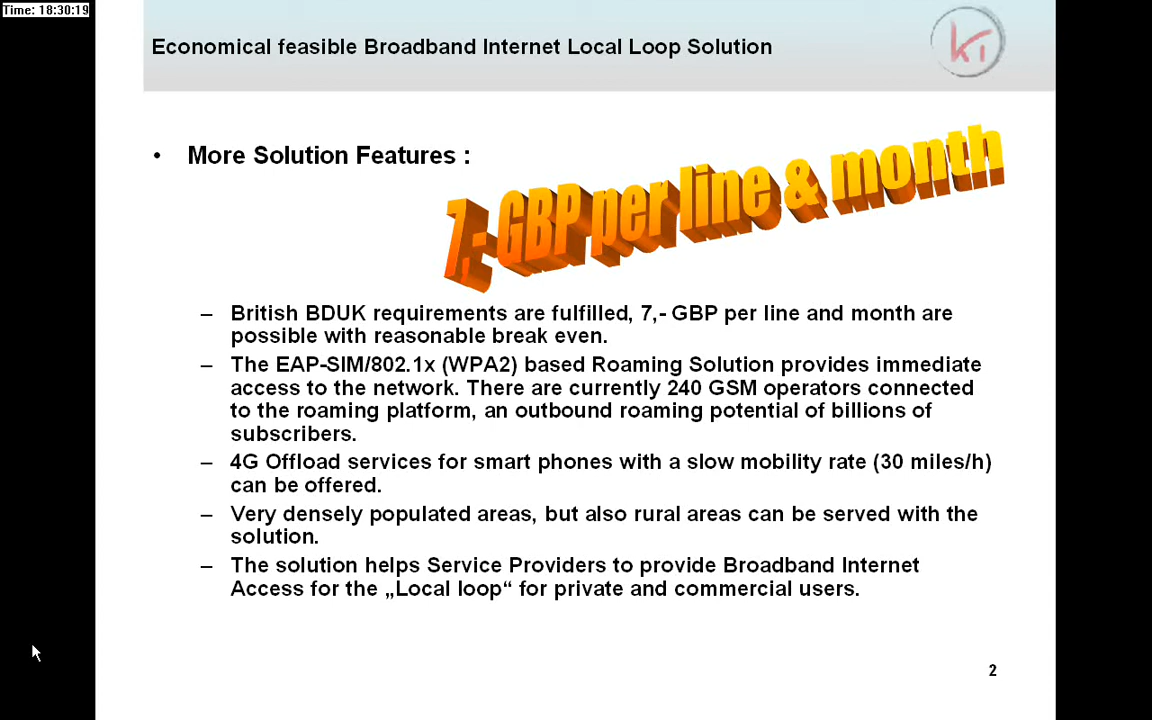 Time: 18:30:19
Economical feasible Broadband Internet Local Loop Solution
KI
• More Solution Features :
7,- GBP per line & month
– British BDUK requirements are fulfilled, 7,- GBP per line and month are
possible with reasonable break even.
– The EAP-SIM/802.1x (WPA2) based Roaming Solution provides immediate
access to the network. There are currently 240 GSM operators connected
to the roaming platform, an outbound roaming potential of billions of
subscribers.
– 4G Offload services for smart phones with a slow mobility rate (30 miles/h)
can be offered.
– Very densely populated areas, but also rural areas can be served with the
solution.
– The solution helps Service Providers to provide Broadband Internet
Access for the „Local loop“ for private and commercial users.
2